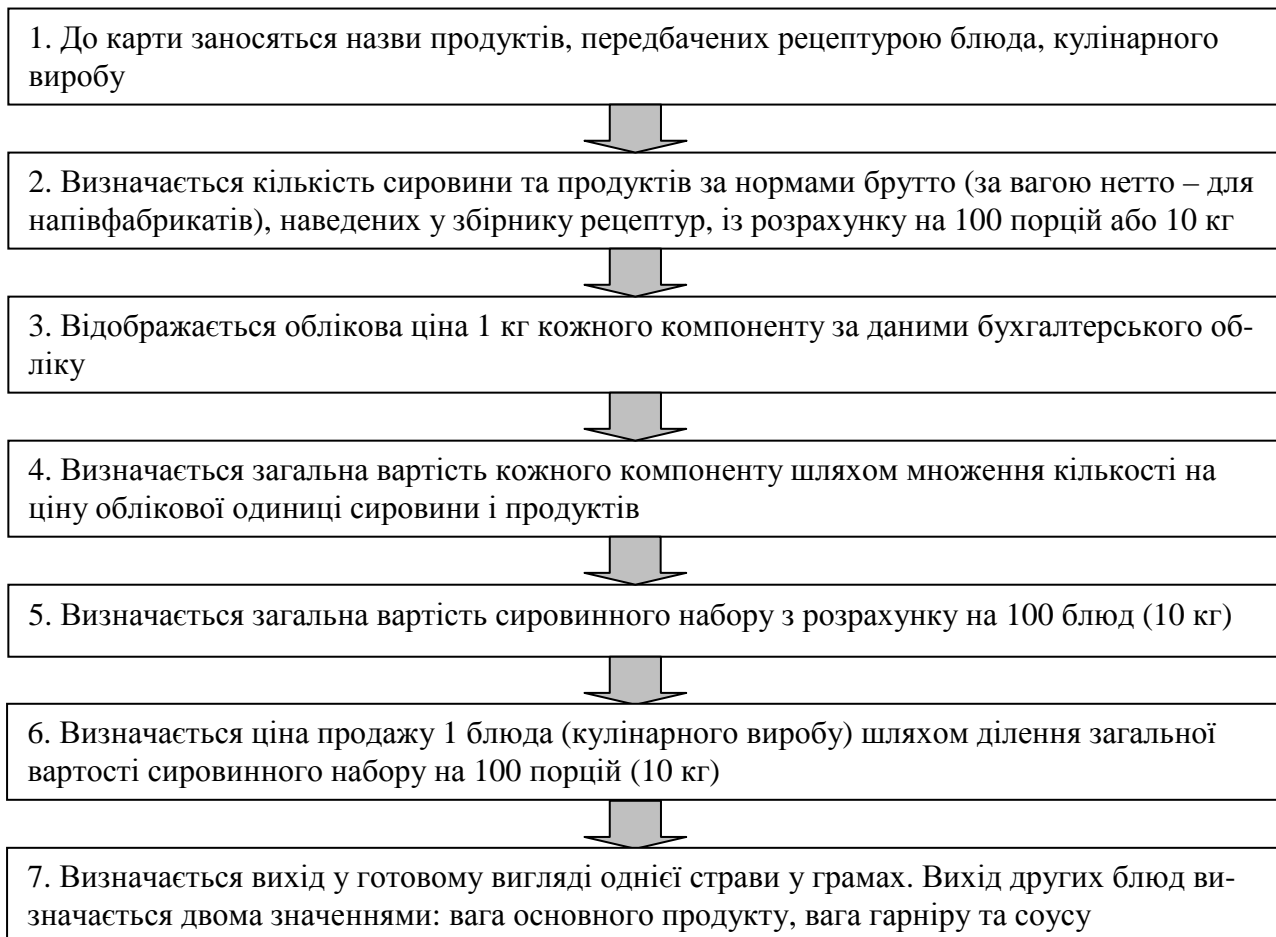 1. До карти заносяться назви продуктів, передбачених рецептурою блюда, кулінарного
виробу
2. Визначається кількість сировини та продуктів за нормами брутто (за вагою нетто – для
напівфабрикатів), наведених у збірнику рецептур, із розрахунку на 100 порцій або 10 кг
3. Відображається облікова ціна 1 кг кожного компоненту за даними бухгалтерського об-
ліку
4. Визначається загальна вартість кожного компоненту шляхом множення кількості на
ціну облікової одиниці сировини і продуктів
5. Визначається загальна вартість сировинного набору з розрахунку на 100 блюд (10 кг)
6. Визначається ціна продажу 1 блюда (кулінарного виробу) шляхом ділення загальної
вартості сировинного набору на 100 порцій (10 кг)
7. Визначається вихід у готовому вигляді однієї страви у грамах. Вихід других блюд ви-
значається двома значеннями: вага основного продукту, вага гарніру та соусу